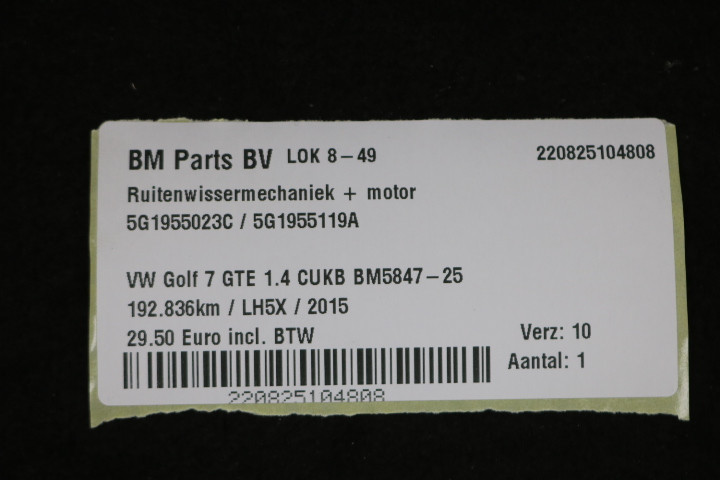 BM Parts BV LOK 8-49 220825104808
Ruitenwissermechaniek + motor
5G1955023C / 5G1955119A
VW Golf 7 GTE 1.4 CUKB BM5847-25
192.836km / LH5X / 2015
29.50 Euro incl. BTW Verz: 10
Aantal: 1
220825104808